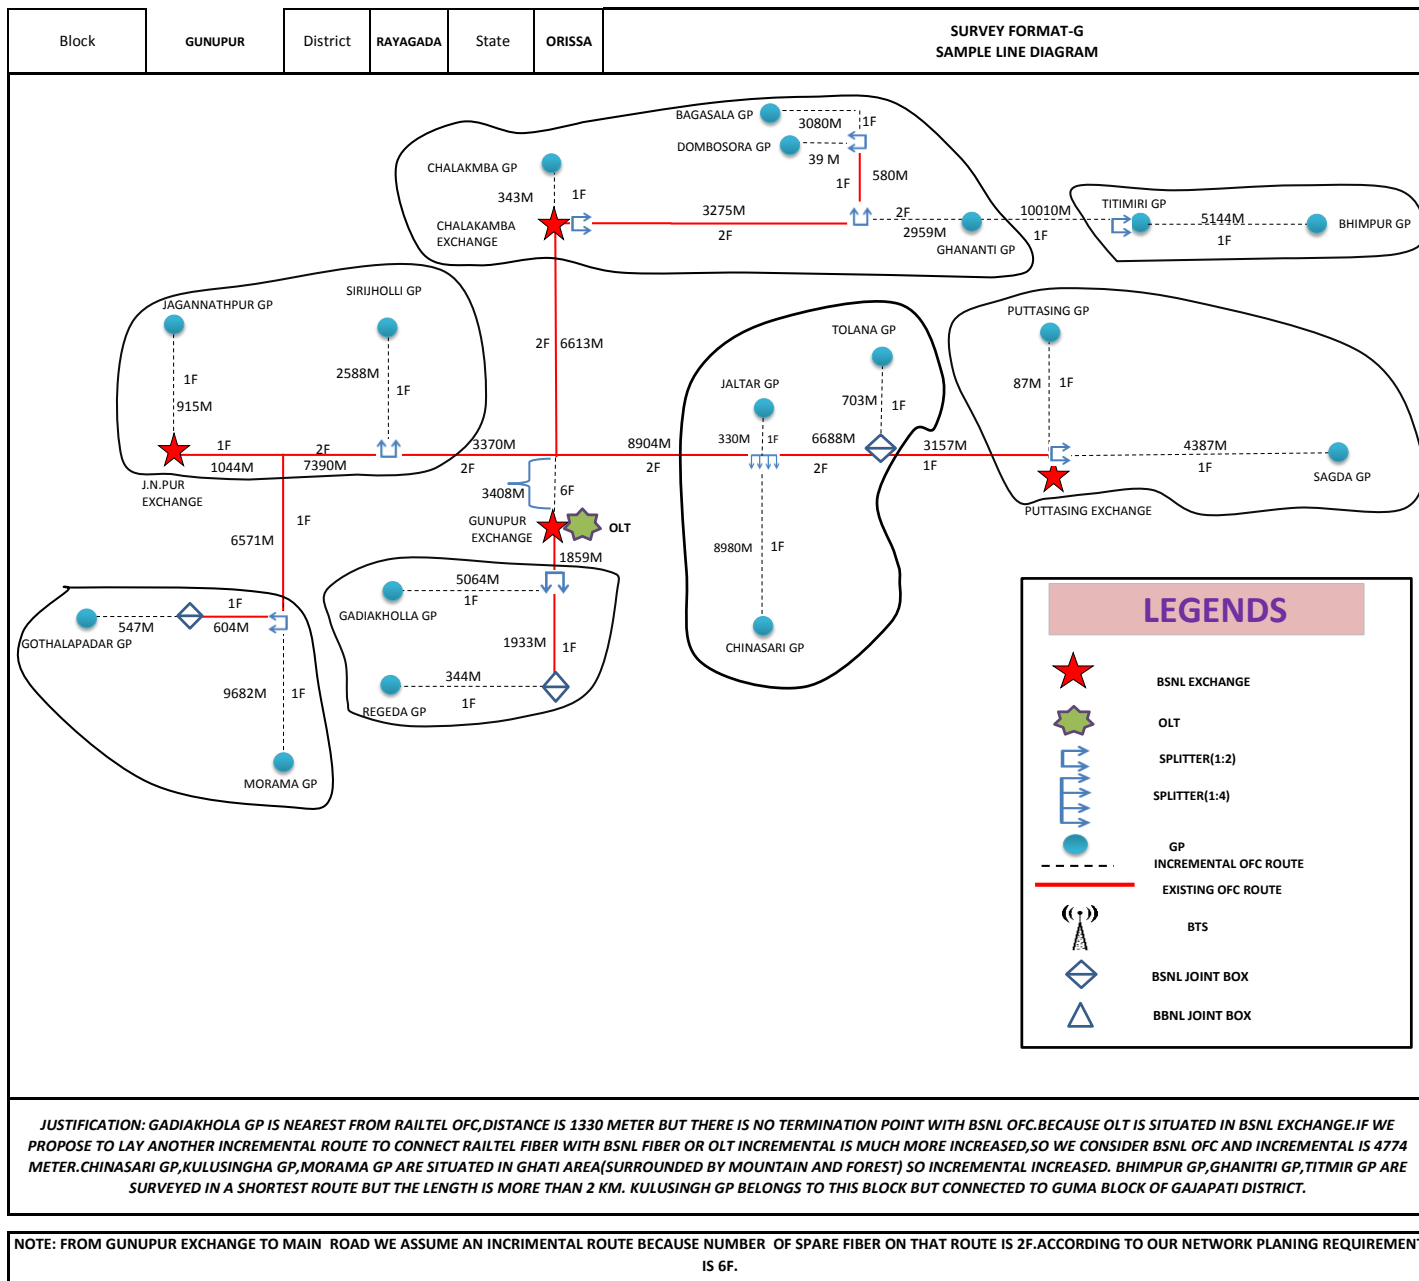 Block GUNUPUR District RAYAGADA State ORISSA SURVEY FORMAT-G
SAMPLE LINE DIAGRAM
BAGASALA GP
3080M 1F
DOMBOSORA GP
39 M
CHALAKMBA GP
1F 580M
343M 1F
CHALAKAMBA
EXCHANGE
3275M
2F
2F
2959M
GHANANTI GP
10010M
1F
TITIMIRI GP
5144M
1F
BHIMPUR GP
JAGANNATHPUR GP
SIRIJHOLLI GP
2F 6613M
TOLANA GP
PUTTASING GP
1F
915M
2588M
1F
JALTAR GP
703M 1F
87M 1F
1F
1044M
2F
7390M
3370M
2F
8904M
2F
330M 1F
6688M
2F
3157M
1F
4387M
1F
SAGDA GP
J.N.PUR
EXCHANGE
3408M 6F
PUTTASING EXCHANGE
GUNUPUR
EXCHANGE
OLT
6571M 1F
1859M
8980M 1F
5064M
1F
GADIAKHOLLA GP
1F
604M
547M
GOTHALAPADAR GP
1933M 1F
CHINASARI GP
344M
1F
REGEDA GP
9682M 1F
MORAMA GP
LEGENDS
BSNL EXCHANGE
OLT
SPLITTER(1:2)
SPLITTER(1:4)
GP
INCREMENTAL OFC ROUTE
EXISTING OFC ROUTE
BTS
BSNL JOINT BOX
BBNL JOINT BOX
JUSTIFICATION: GADIAKHOLA GP IS NEAREST FROM RAILTEL OFC,DISTANCE IS 1330 METER BUT THERE IS NO TERMINATION POINT WITH BSNL OFC.BECAUSE OLT IS SITUATED IN BSNL EXCHANGE.IF WE
PROPOSE TO LAY ANOTHER INCREMENTAL ROUTE TO CONNECT RAILTEL FIBER WITH BSNL FIBER OR OLT INCREMENTAL IS MUCH MORE INCREASED,SO WE CONSIDER BSNL OFC AND INCREMENTAL IS 4774
METER.CHINASARI GP,KULUSINGHA GP,MORAMA GP ARE SITUATED IN GHATI AREA(SURROUNDED BY MOUNTAIN AND FOREST) SO INCREMENTAL INCREASED. BHIMPUR GP,GHANITRI GP,TITMIR GP ARE
SURVEYED IN A SHORTEST ROUTE BUT THE LENGTH IS MORE THAN 2 KM. KULUSINGH GP BELONGS TO THIS BLOCK BUT CONNECTED TO GUMA BLOCK OF GAJAPATI DISTRICT.
NOTE: FROM GUNUPUR EXCHANGE TO MAIN ROAD WE ASSUME AN INCRIMENTAL ROUTE BECAUSE NUMBER OF SPARE FIBER ON THAT ROUTE IS 2F.ACCORDING TO OUR NETWORK PLANING REQUIREMENT
IS 6F.